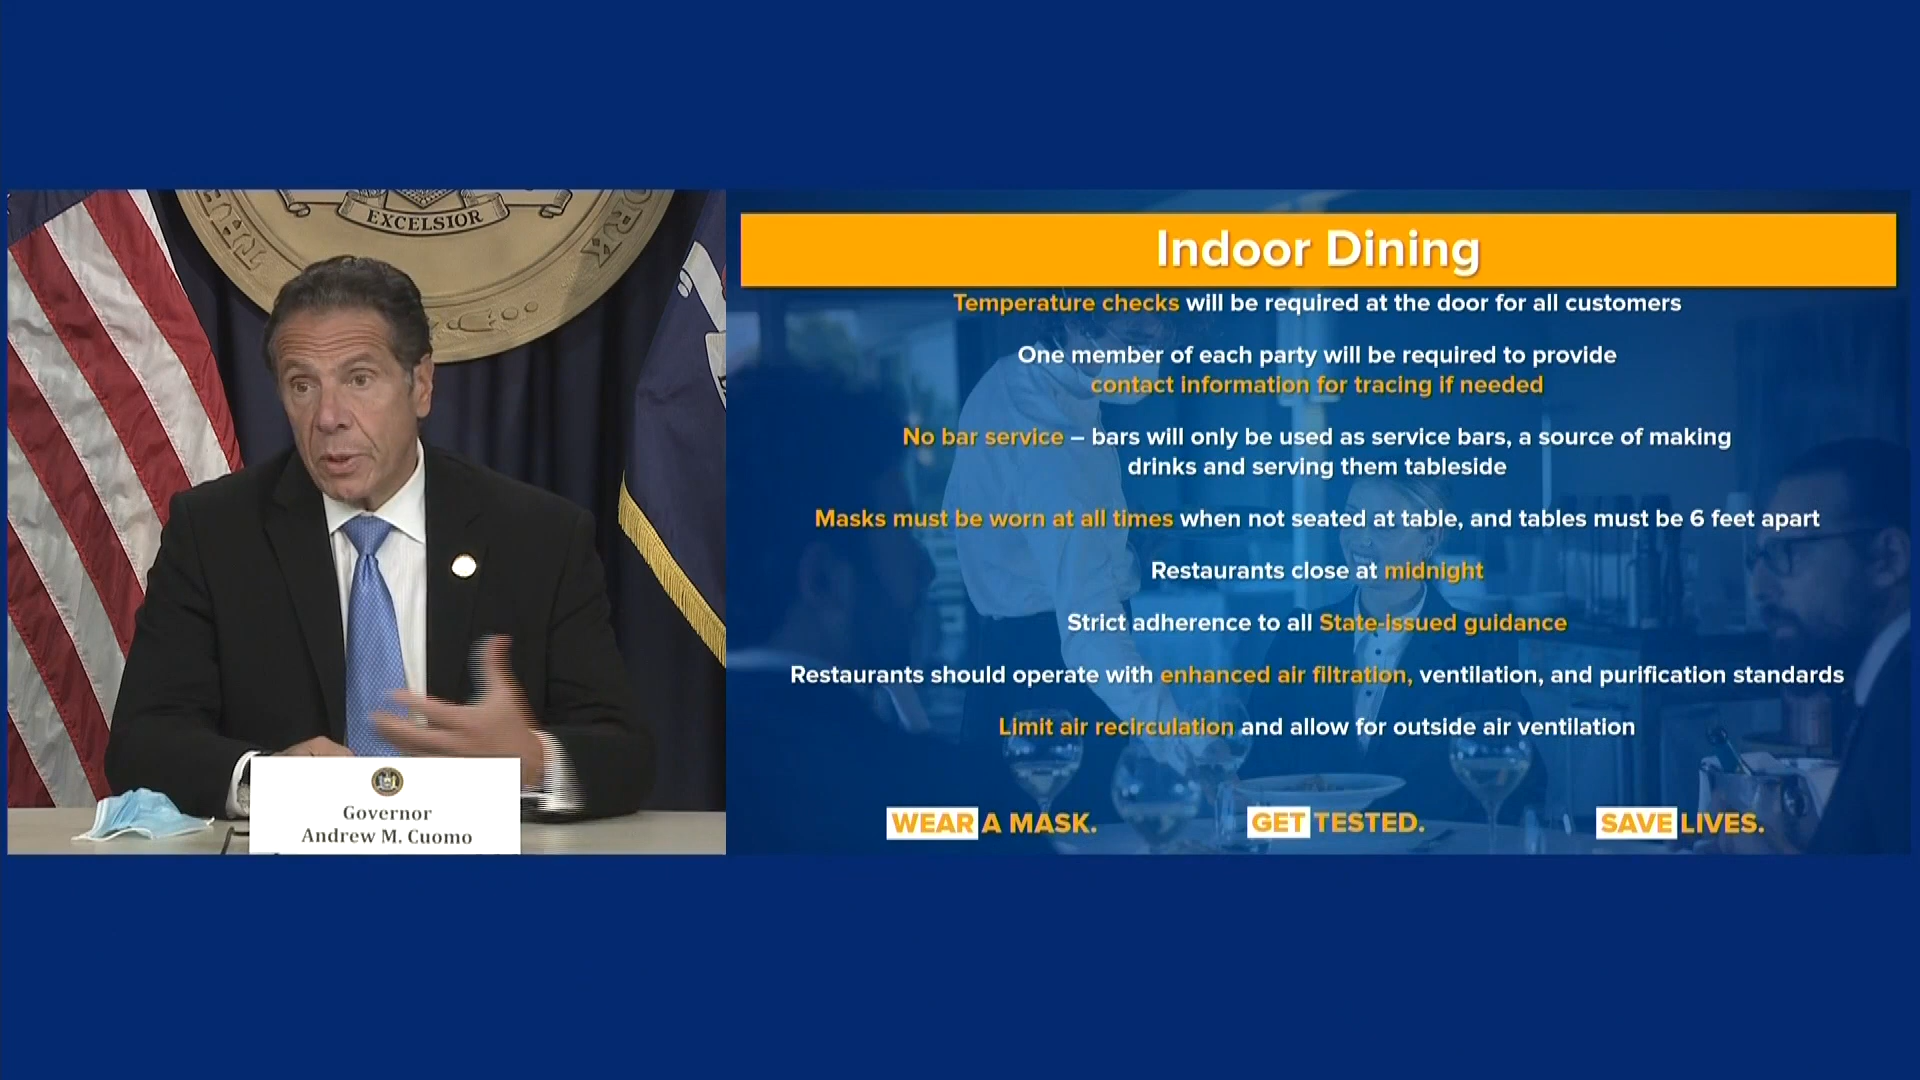 EXCELSIOR
Governor
Andrew M. Cuomo
Indoor Dining
Temperature checks will be required at the door for all customers
One member of each party will be required to provide
contact information for tracing if needed
No bar service – bars will only be used as service bars, a source of making
drinks and serving them tableside
Masks must be worn at all times when not seated at table, and tables must be 6 feet apart
Restaurants close at midnight
Strict adherence to all State-issued guidance
Restaurants should operate with enhanced air filtration, ventilation, and purification standards
Limit air recirculation and allow for outside air ventilation
WEAR A MASK.
GET TESTED.
SAVE LIVES.